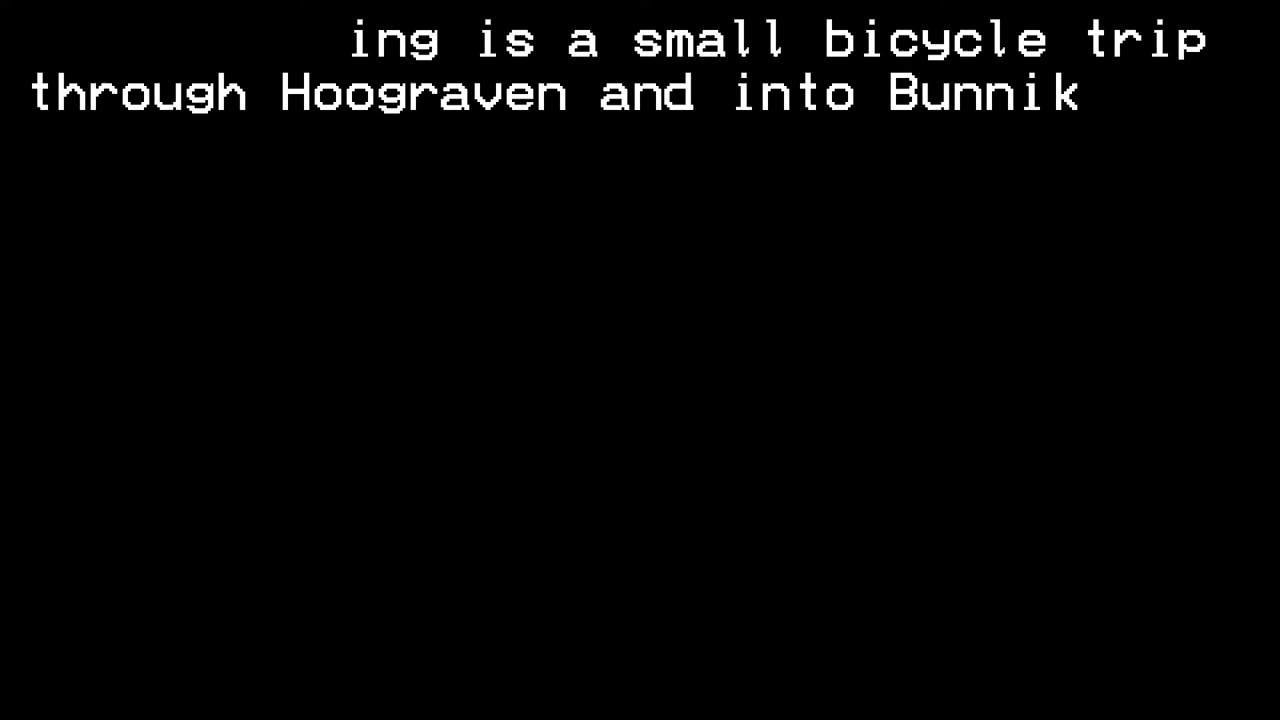 ing is a small bicycle trip
through Hoograven and into Bunnik